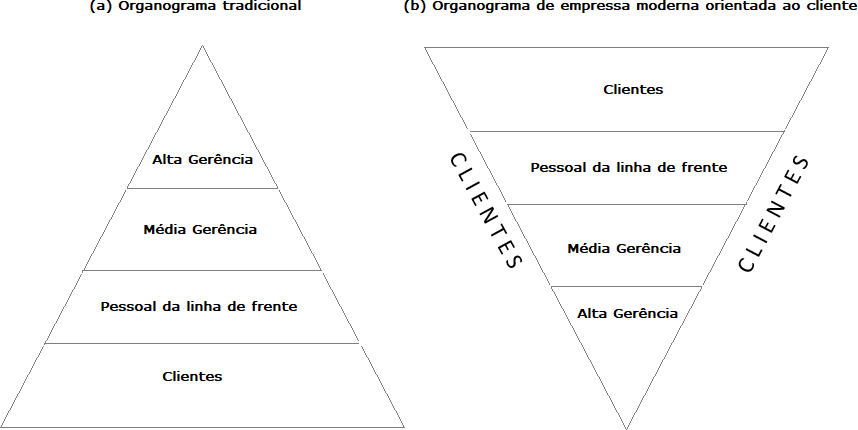 (a) Organograma tradicional
Alta Gerência
Média Gerência
Pessoal da linha de frente
Clientes
(b) Organograma de empressa moderna orientada ao cliente
Clientes
Pessoal da linha de frente
Média Gerência
Alta Gerência
CLIENTES
CLIENTES